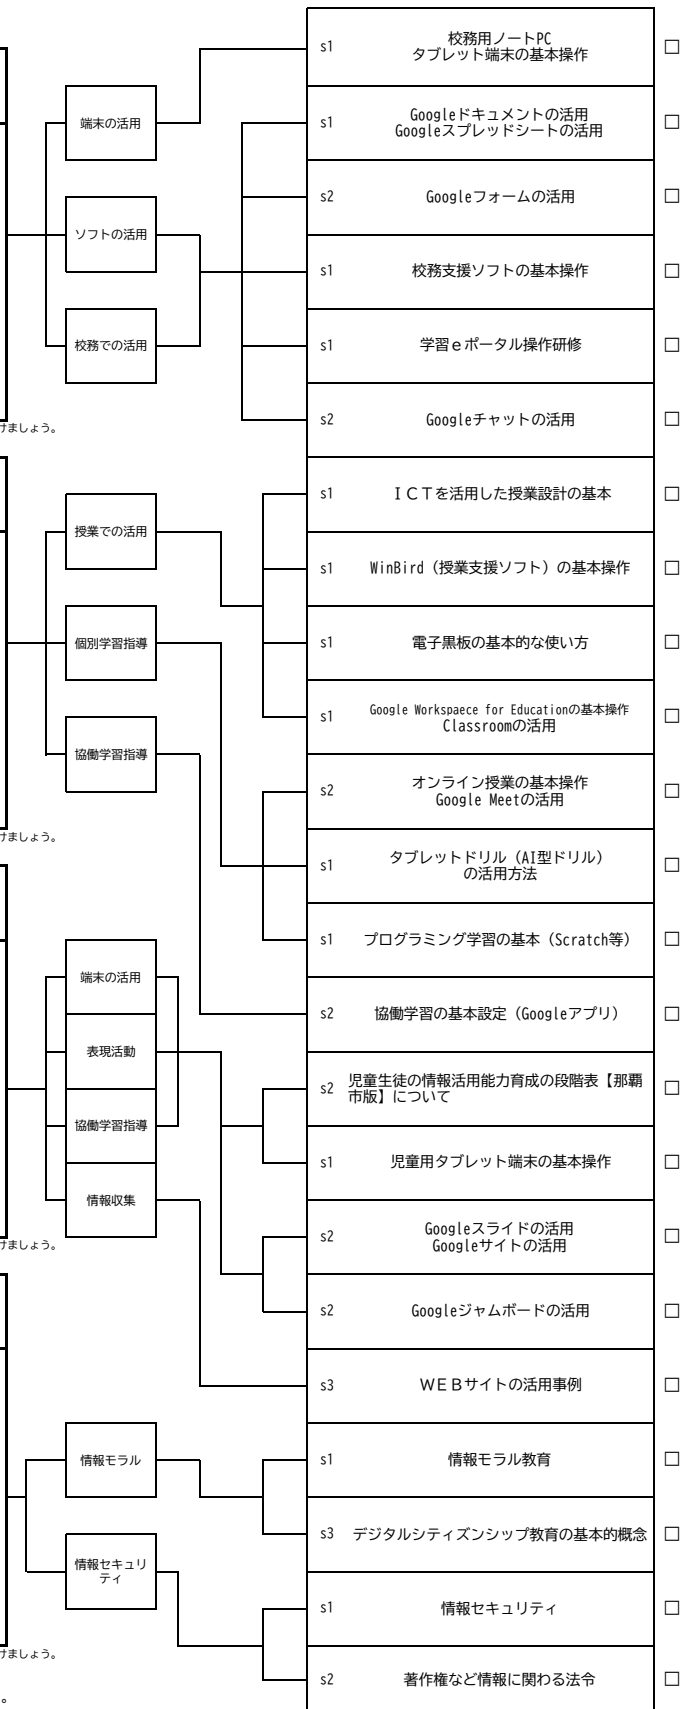 s1 校務用ノートPC
タブレット端末の基本操作
□
端末の活用
s1 Googleドキュメントの活用
Googleスプレッドシートの活用
□
s2 Googleフォームの活用 □
ソフトの活用
s1 校務支援ソフトの基本操作 □
校務での活用
s1 学習eポータル操作研修 □
s2 Googleチャットの活用 □
けましょう。
s1 ICTを活用した授業設計の基本 □
授業での活用
s1 WinBird（授業支援ソフト）の基本操作 □
個別学習指導
s1 電子黒板の基本的な使い方 □
s1 Google Workspaece for Educationの基本操作
Classroomの活用
□
協働学習指導
s2 オンライン授業の基本操作
Google Meetの活用
□
けましょう。
s1 タブレットドリル（AI型ドリル）
の活用方法
□
s1 プログラミング学習の基本（Scratch等） □
端末の活用
s2 協働学習の基本設定（Googleアプリ） □
表現活動
s2 児童生徒の情報活用能力育成の段階表【那覇
市版】について
□
協働学習指導
s1 児童用タブレット端末の基本操作 □
情報収集
s2 Googleスライドの活用
Googleサイトの活用
□
けましょう。
s2 Googleジャムボードの活用 □
s3 WEBサイトの活用事例 □
情報モラル
s1 情報モラル教育 □
s3 デジタルシティズンシップ教育の基本的概念 □
情報セキュリ
ティ
s1 情報セキュリティ □
けましょう。
s2 著作権など情報に関わる法令 □
。